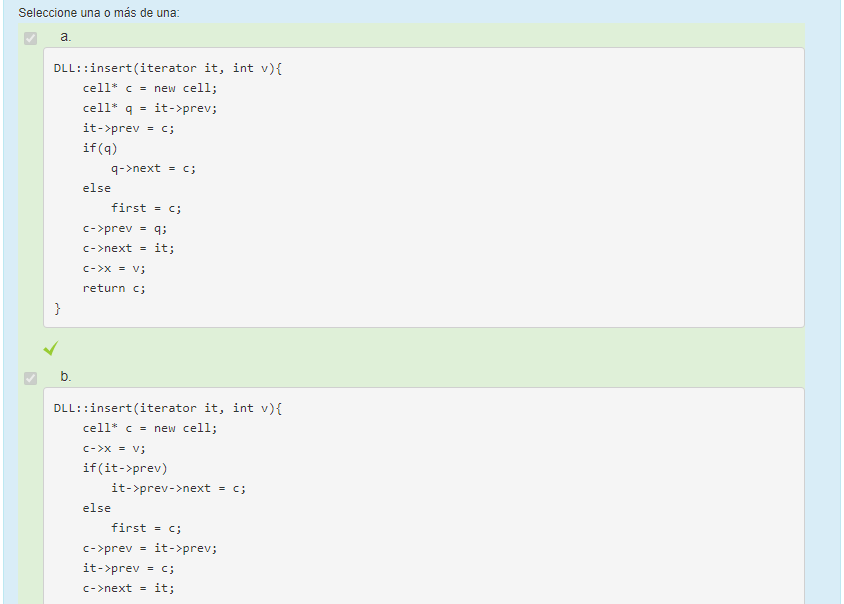 Seleccione una o más de una:
a.
DLL::insert(iterator it, int v){
    cell* c = new cell;
    cell* q = it->prev;
    it->prev = c;
    if(q)
        q->next = c;
    else
        first = c;
    c->prev = q;
    c->next = it;
    c->x = v;
    return c;
}
b.
DLL::insert(iterator it, int v){
    cell* c = new cell;
    c->x = v;
    if(it->prev)
        it->prev->next = c;
    else
        first = c;
    c->prev = it->prev;
    it->prev = c;
    c->next = it;